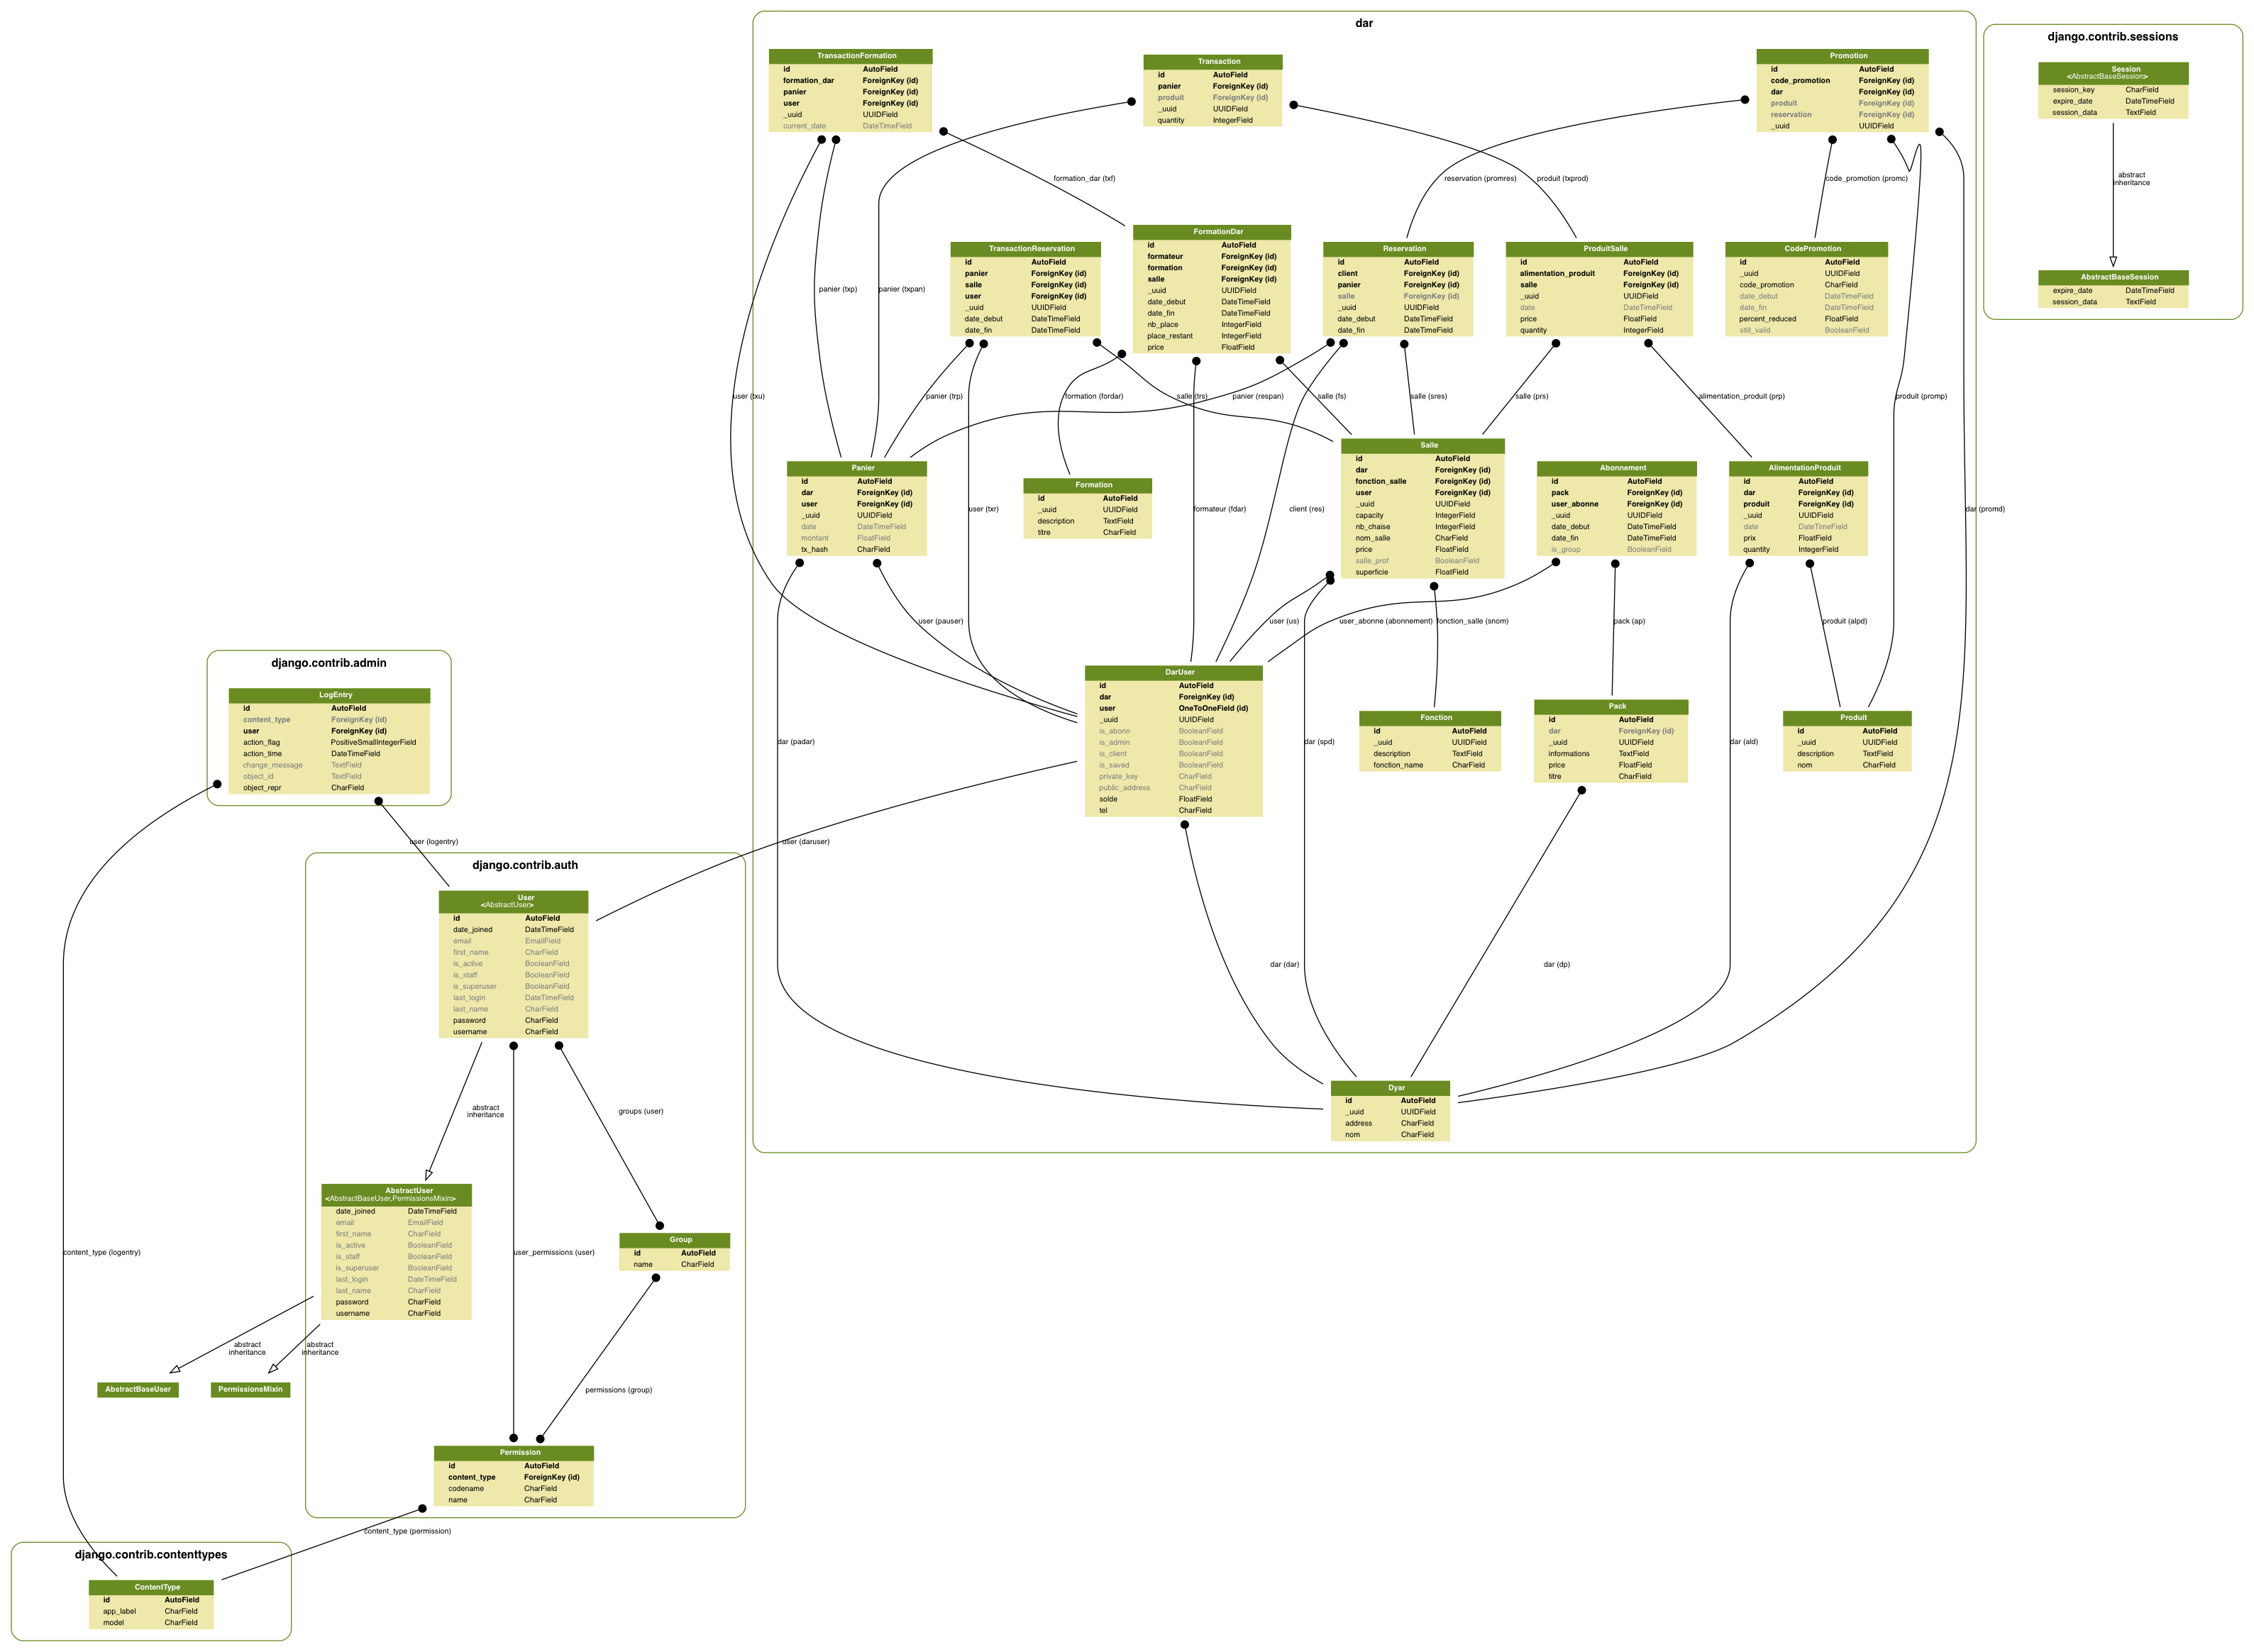 dar
django.contrib.sessions
TransactionFormation
id AutoField
formation_dar ForeignKey (id)
panier ForeignKey (id)
user ForeignKey (id)
_uuid UUIDField
current_date DateTimeField
Transaction
id AutoField
panier ForeignKey (id)
produit ForeignKey (id)
_uuid UUIDField
quantity IntegerField
Promotion
id AutoField
code_promotion ForeignKey (id)
dar ForeignKey (id)
produit ForeignKey (id)
reservation ForeignKey (id)
_uuid UUIDField
Session
<AbstractBaseSession>
session_key CharField
expire_date DateTimeField
session_data TextField
formation_dar (txf)
reservation (promres)
produit (txprod)
code_promotion (promc)
abstract
inheritance
TransactionReservation
id AutoField
panier ForeignKey (id)
salle ForeignKey (id)
user ForeignKey (id)
_uuid UUIDField
date_debut DateTimeField
date_fin DateTimeField
FormationDar
id AutoField
formateur ForeignKey (id)
formation ForeignKey (id)
salle ForeignKey (id)
_uuid UUIDField
date_debut DateTimeField
date_fin DateTimeField
nb_place IntegerField
place_restant IntegerField
price FloatField
Reservation
id AutoField
client ForeignKey (id)
panier ForeignKey (id)
salle ForeignKey (id)
_uuid UUIDField
date_debut DateTimeField
date_fin DateTimeField
ProduitSalle
id AutoField
alimentation_produit ForeignKey (id)
salle ForeignKey (id)
_uuid UUIDField
date DateTimeField
price FloatField
quantity IntegerField
CodePromotion
id AutoField
_uuid UUIDField
code_promotion CharField
date_debut DateTimeField
date_fin DateTimeField
percent_reduced FloatField
still_valid BooleanField
AbstractBaseSession
expire_date DateTimeField
session_data TextField
panier (txp)
panier (txpan)
user (txu)
panier (trp)
formation (fordar)
salle (trs)
panier (respan)
salle (fs)
salle (sres)
salle (prs)
alimentation_produit (prp)
produit (promp)
Panier
id AutoField
dar ForeignKey (id)
user ForeignKey (id)
_uuid UUIDField
date DateTimeField
montant FloatField
tx_hash CharField
Formation
id AutoField
_uuid UUIDField
description TextField
titre CharField
Salle
id AutoField
dar ForeignKey (id)
fonction_salle ForeignKey (id)
user ForeignKey (id)
_uuid UUIDField
capacity IntegerField
nb_chaise IntegerField
nom_salle CharField
price FloatField
salle_prof BooleanField
superficie FloatField
Abonnement
id AutoField
pack ForeignKey (id)
user_abonne ForeignKey (id)
_uuid UUIDField
date_debut DateTimeField
date_fin DateTimeField
is_group BooleanField
AlimentationProduit
id AutoField
dar ForeignKey (id)
produit ForeignKey (id)
_uuid UUIDField
date DateTimeField
prix FloatField
quantity IntegerField
user (txr)
formateur (fdar)
client (res)
dar (promd)
user (pauser)
user (us)
user_abonne (abonnement)
fonction_salle (snom)
pack (ap)
produit (alpd)
django.contrib.admin
LogEntry
id AutoField
content_type ForeignKey (id)
user ForeignKey (id)
action_flag PositiveSmallIntegerField
action_time DateTimeField
change_message TextField
object_id TextField
object_repr CharField
DarUser
id AutoField
dar ForeignKey (id)
user OneToOneField (id)
_uuid UUIDField
is_abonn BooleanField
is_admin BooleanField
is_client BooleanField
is_saved BooleanField
private_key CharField
public_address CharField
solde FloatField
tel CharField
Fonction
id AutoField
_uuid UUIDField
description TextField
fonction_name CharField
Pack
id AutoField
dar ForeignKey (id)
_uuid UUIDField
informations TextField
price FloatField
titre CharField
Produit
id AutoField
_uuid UUIDField
description TextField
nom CharField
dar (padar)
dar (spd)
dar (ald)
user (logentry)
user (daruser)
django.contrib.auth
User
<AbstractUser>
id AutoField
date_joined DateTimeField
email EmailField
first_name CharField
is_active BooleanField
is_staff BooleanField
is_superuser BooleanField
last_login DateTimeField
last_name CharField
password CharField
username CharField
dar (dar)
dar (dp)
Dyar
id AutoField
_uuid UUIDField
address CharField
nom CharField
abstract
inheritance
groups (user)
AbstractUser
<AbstractBaseUser,PermissionsMixin>
date_joined DateTimeField
email EmailField
first_name CharField
is_active BooleanField
is_staff BooleanField
is_superuser BooleanField
last_login DateTimeField
last_name CharField
password CharField
username CharField
Group
id AutoField
name CharField
content_type (logentry)
user_permissions (user)
abstract
inheritance
abstract
inheritance
AbstractBaseUser
PermissionsMixin
permissions (group)
Permission
id AutoField
content_type ForeignKey (id)
codename CharField
name CharField
content_type (permission)
django.contrib.contenttypes
ContentType
id AutoField
app_label CharField
model CharField